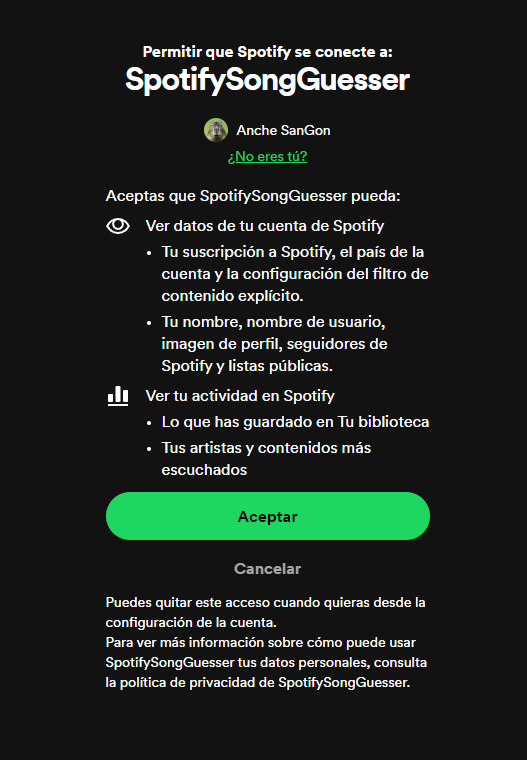 Permitir que Spotify se conecte a:
SpotifySongGuesser
Anche SanGon
¿No eres tú?
Aceptas que SpotifySongGuesser pueda:
Ver datos de tu cuenta de Spotify
• Tu suscripción a Spotify, el país de la
cuenta y la configuración del filtro de
contenido explícito.
• Tu nombre, nombre de usuario,
imagen de perfil, seguidores de
Spotify y listas públicas.
Ver tu actividad en Spotify
• Lo que has guardado en Tu biblioteca
• Tus artistas y contenidos más
escuchados
Aceptar
Cancelar
Puedes quitar este acceso cuando quieras desde la
configuración de la cuenta.
Para ver más información sobre cómo puede usar
SpotifySongGuesser tus datos personales, consulta
la política de privacidad de SpotifySongGuesser.